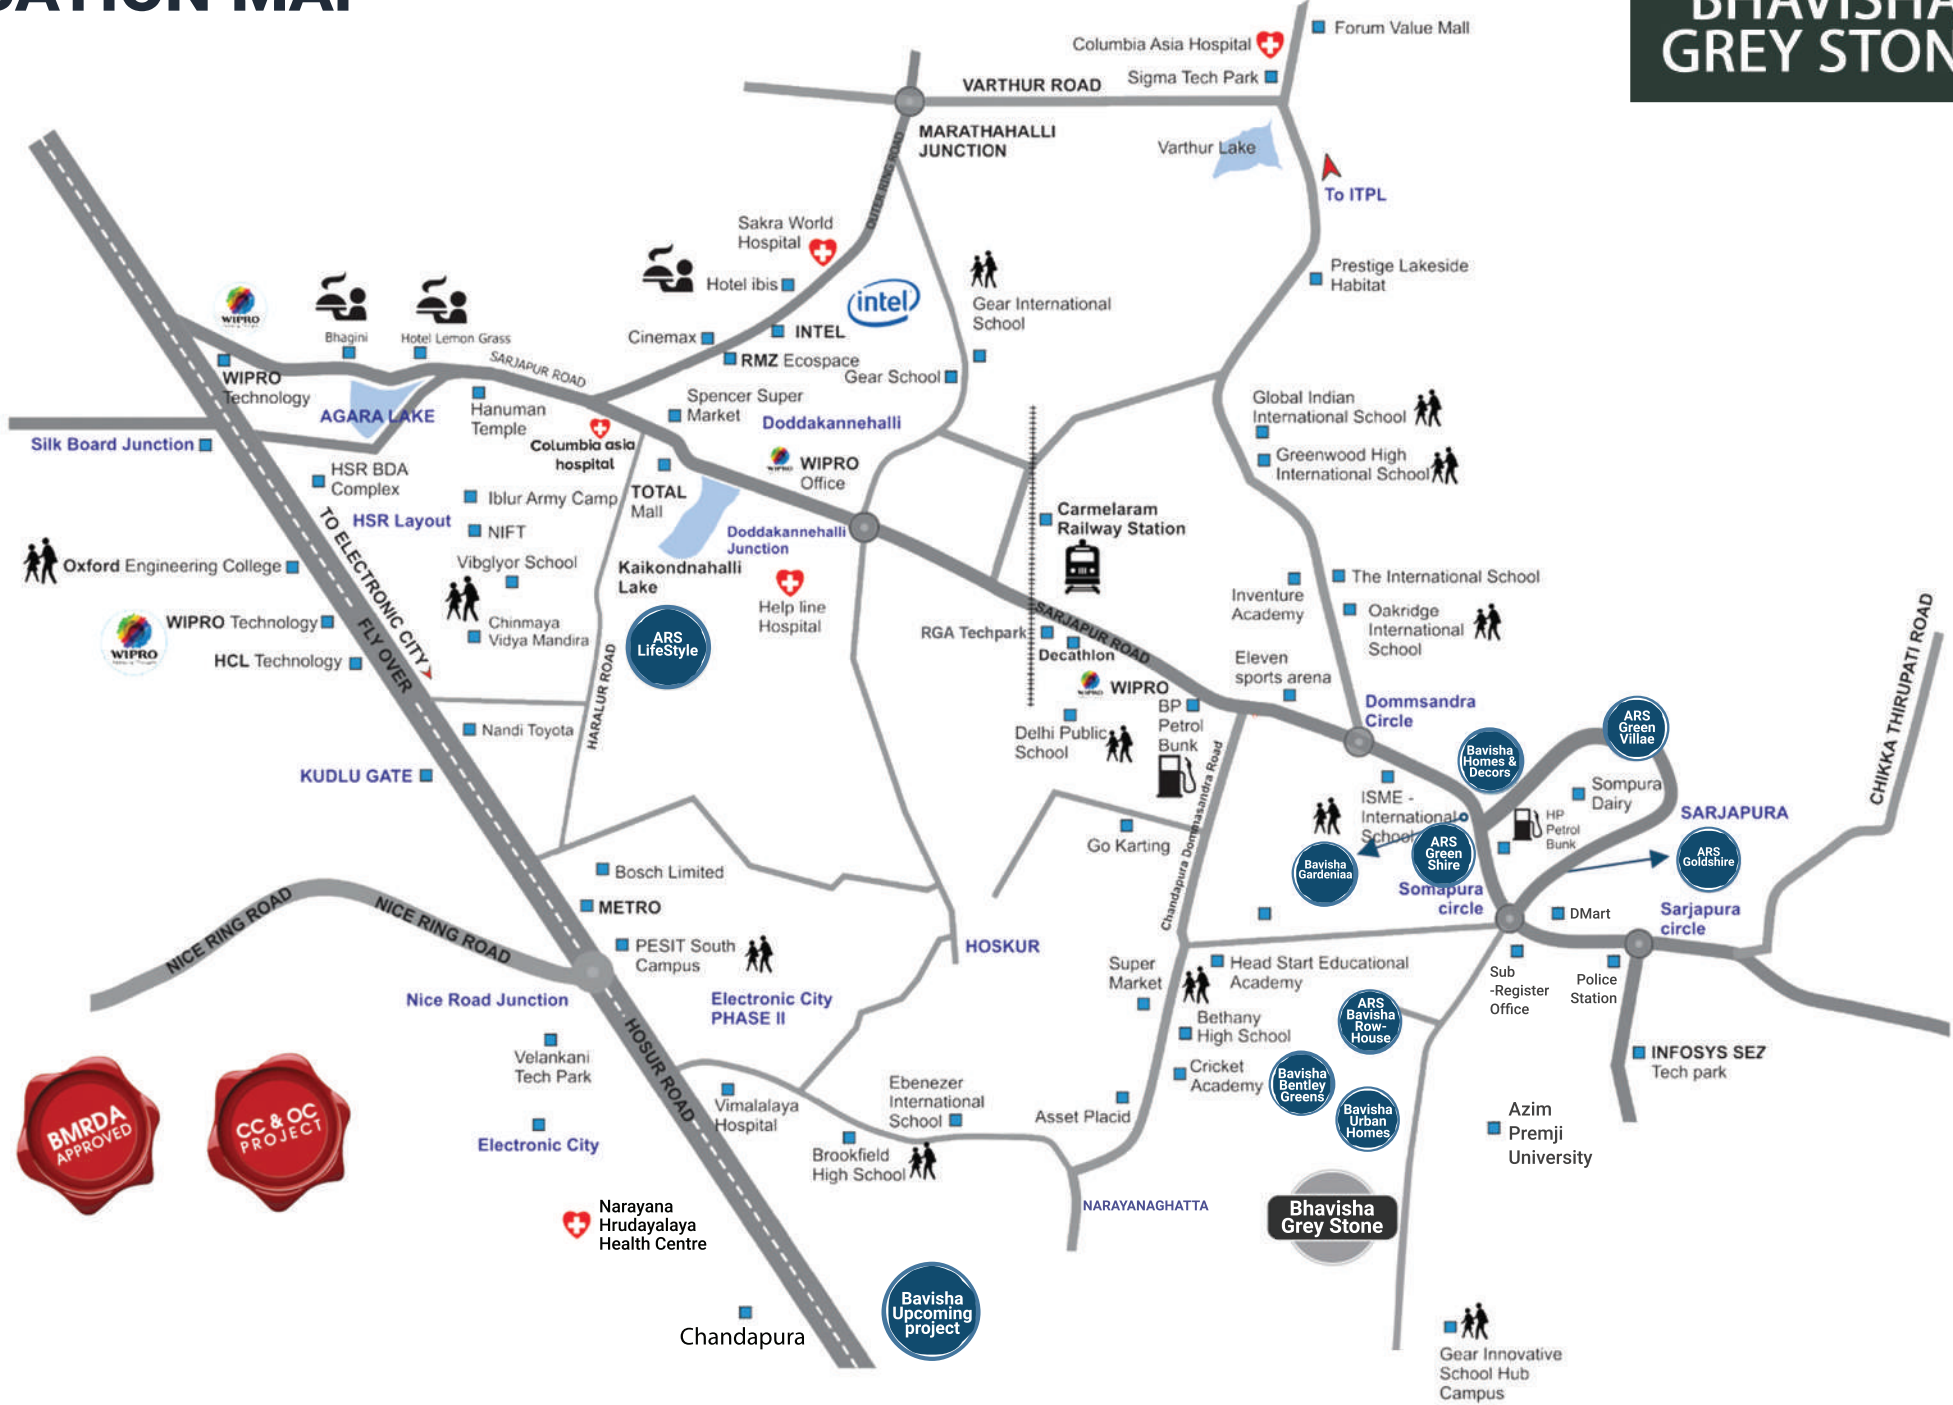 BHAVISHA
GREY STON
Forum Value Mall
Columbia Asia Hospital
Sigma Tech Park
VARTHUR ROAD
MARATHAHALLI
JUNCTION
Varthur Lake
To ITPL
OUTER RING ROAD
Sakra World
Hospital
Hotel ibis
intel
Gear International
School
Prestige Lakeside
Habitat
WIPRO
Bhagini
Hotel Lemon Grass
Cinemax
INTEL
RMZ Ecospace
Gear School
SARJAPUR ROAD
WIPRO
Technology
AGARA LAKE
Hanuman
Temple
Spencer Super
Market
Doddakannehalli
Global Indian
International School
Silk Board Junction
Columbia asia
hospital
Greenwood High
International School
HSR BDA
Complex
WIPRO
WIPRO
Office
Iblur Army Camp
TOTAL
Mall
HSR Layout
NIFT
Doddakannehalli
Junction
Carmelaram
Railway Station
Oxford Engineering College
TO ELECTRONIC CITY
FLY OVER
Vibglyor School
Kaikondnahalli
Lake
Help line
Hospital
Inventure
Academy
The International School
Oakridge
International
School
WIPRO
WIPRO Technology
HCL Technology
Chinmaya
Vidya Mandira
ARS
LifeStyle
RGA Techpark
SARJAPUR ROAD
Decathlon
WIPRO
WIPRO
Eleven
sports arena
HARALUR ROAD
Nandi Toyota
Delhi Public
School
BP
Petrol
Bunk
Dommsandra
Circle
CHIKKA THIRUPATI ROAD
KUDLU GATE
Bavisha
Homes &
Decors
ARS
Green
Villae
Sompura
Dairy
ISME -
International
School
HP
Petrol
Bunk
SARJAPURA
Go Karting
Chandapura Dommasandra Road
Bavisha
Gardeniaa
ARS
Green
Shire
ARS
Goldshire
Bosch Limited
METRO
Somapura
circle
DMart
Sarjapura
circle
NICE RING ROAD
NICE RING ROAD
PESIT South
Campus
HOSKUR
Super
Market
Head Start Educational
Academy
Sub
-Register
Office
Police
Station
Nice Road Junction
Electronic City
PHASE II
Bethany
High School
ARS
Bavisha
Row-
House
HOSUR ROAD
Velankani
Tech Park
INFOSYS SEZ
Tech park
Cricket
Academy
Bavisha
Bentley
Greens
Bavisha
Urban
Homes
Vimalalaya
Hospital
Ebenezer
International
School
Asset Placid
Azim
Premji
University
BMRDA
APPROVED
CC & OC
PROJECT
Electronic City
Brookfield
High School
NARAYANAGHATTA
Bhavisha
Grey Stone
Narayana
Hrudayalaya
Health Centre
Bavisha
Upcoming
project
Chandapura
Gear Innovative
School Hub
Campus